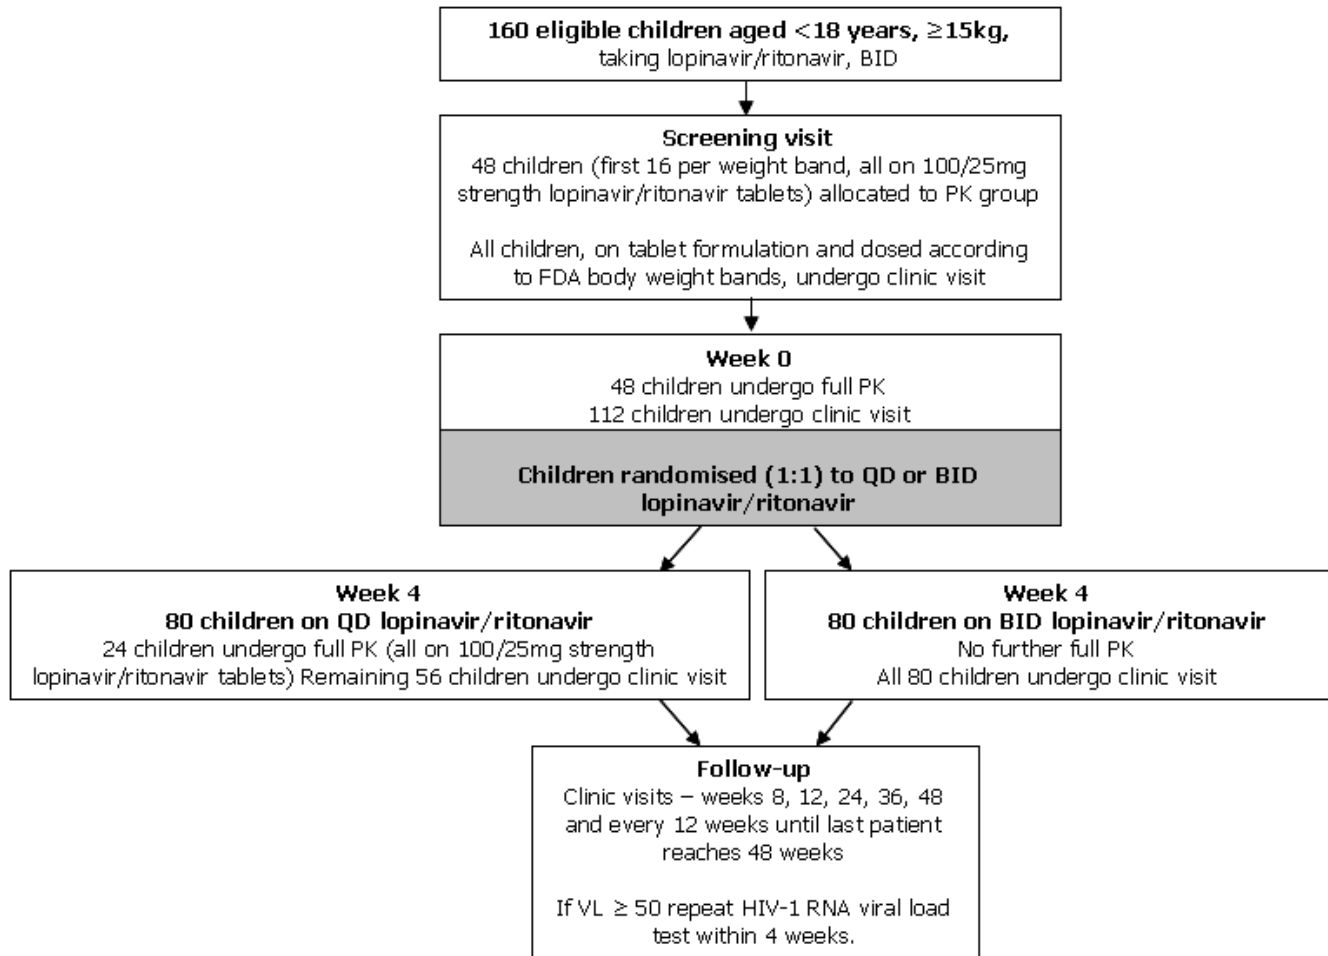 160 eligible children aged <18 years, ≥15kg,
taking lopinavir/ritonavir, BID
Screening visit
48 children (first 16 per weight band, all on 100/25mg
strength lopinavir/ritonavir tablets) allocated to PK group
All children, on tablet formulation and dosed according
to FDA body weight bands, undergo clinic visit
Week 0
48 children undergo full PK
112 children undergo clinic visit
Children randomised (1:1) to QD or BID
lopinavir/ritonavir
Week 4
80 children on QD lopinavir/ritonavir
24 children undergo full PK (all on 100/25mg strength
lopinavir/ritonavir tablets) Remaining 56 children undergo clinic visit
Week 4
80 children on BID lopinavir/ritonavir
No further full PK
All 80 children undergo clinic visit
Follow-up
Clinic visits – weeks 8, 12, 24, 36, 48
and every 12 weeks until last patient
reaches 48 weeks
If VL ≥ 50 repeat HIV-1 RNA viral load
test within 4 weeks.